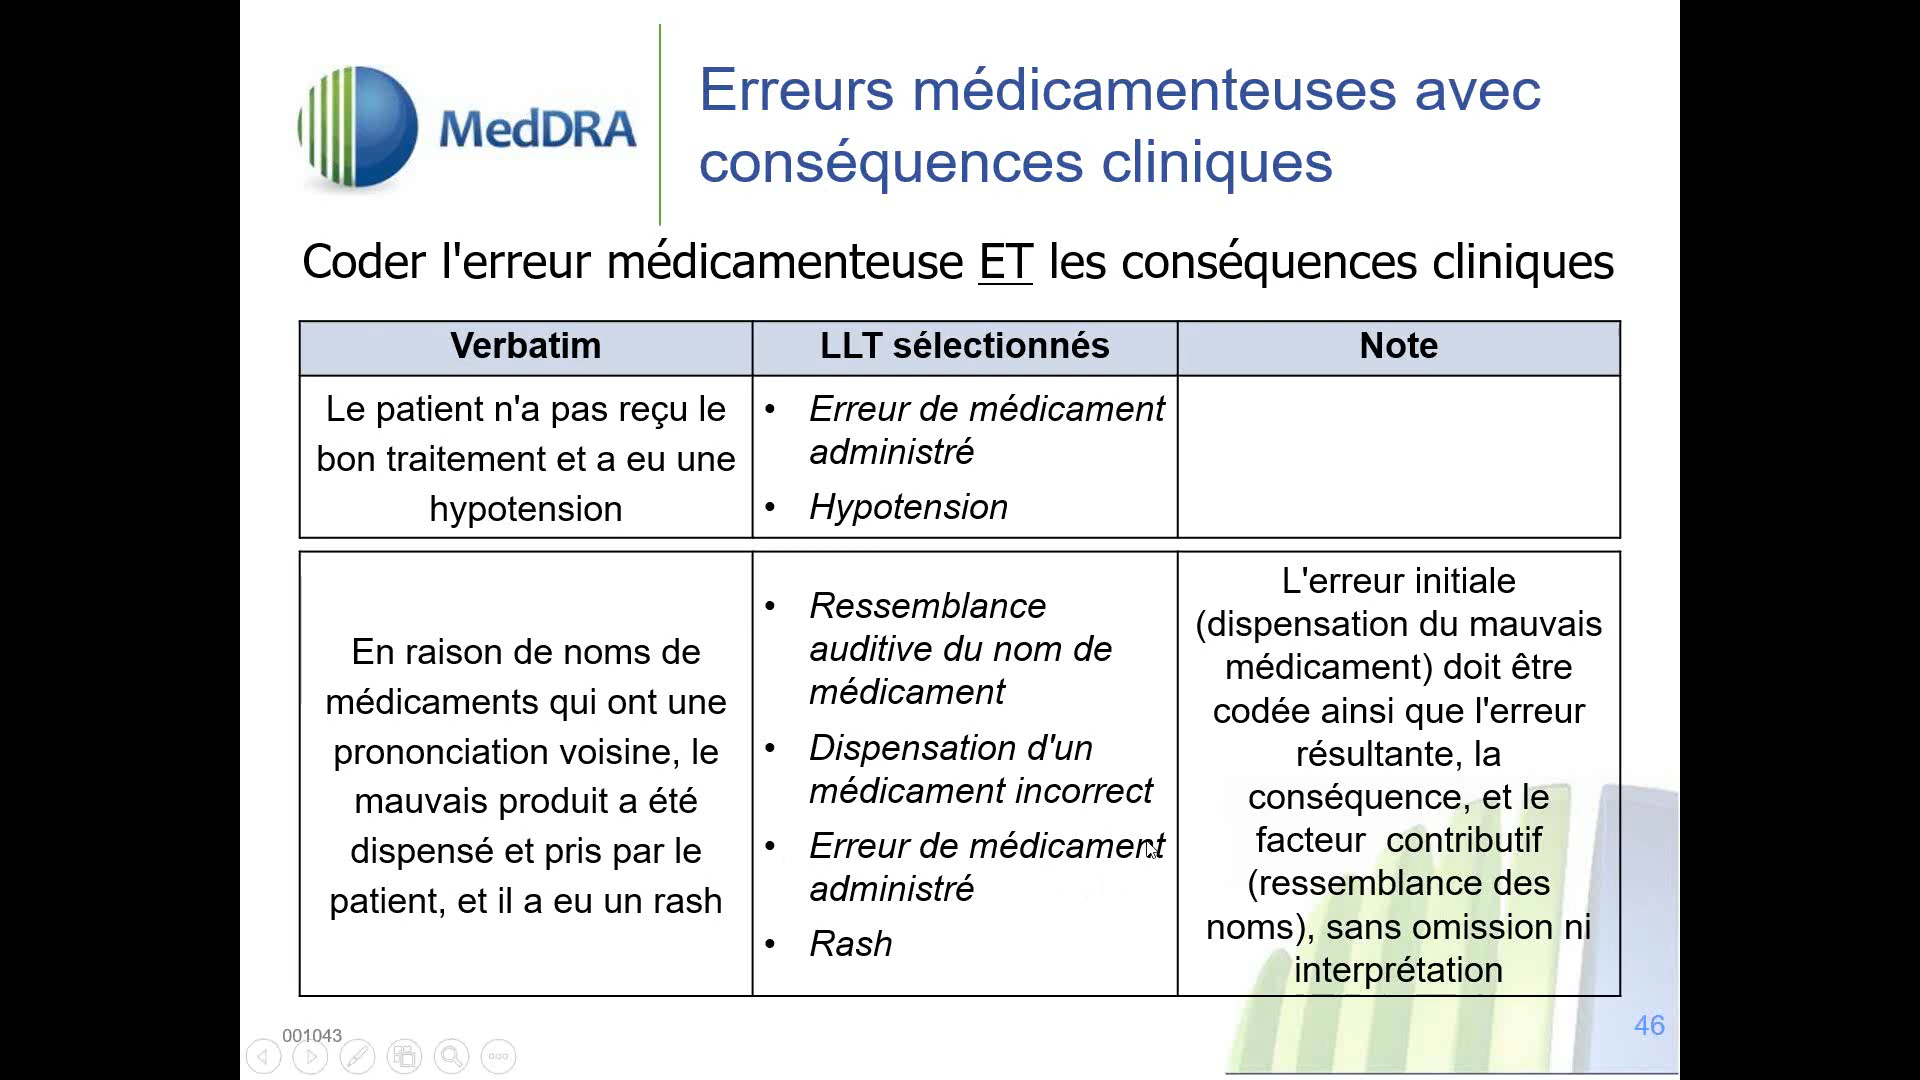 MedDRA
Erreurs médicamenteuses avec
conséquences cliniques
Coder l'erreur médicamenteuse ET les conséquences cliniques
Verbatim
LLT sélectionnés
Note
Le patient n'a pas reçu le
bon traitement et a eu une
hypotension
• Erreur de médicament
administré
• Hypotension
En raison de noms de
médicaments qui ont une
prononciation voisine, le
mauvais produit a été
dispensé et pris par le
patient, et il a eu un rash
• Ressemblance
auditive du nom de
médicament
• Dispensation d'un
médicament incorrect
• Erreur de médicament
administré
• Rash
L'erreur initiale
(dispensation du mauvais
médicament) doit être
codée ainsi que l'erreur
résultante, la
conséquence, et le
facteur contributif
(ressemblance des
noms), sans omission ni
interprétation
001043
46